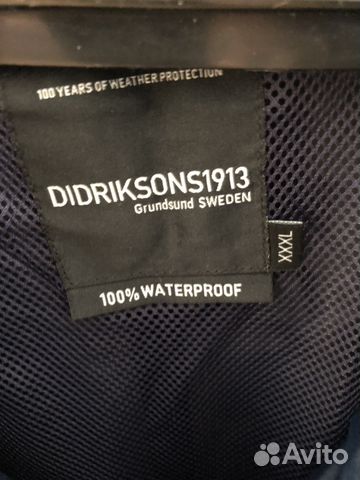 100 YEARS OF WEATHER PROTECTION
DIDRIKSONS1913
Grundsund SWEDEN
XXXL
100% WATERPROOF
Avito